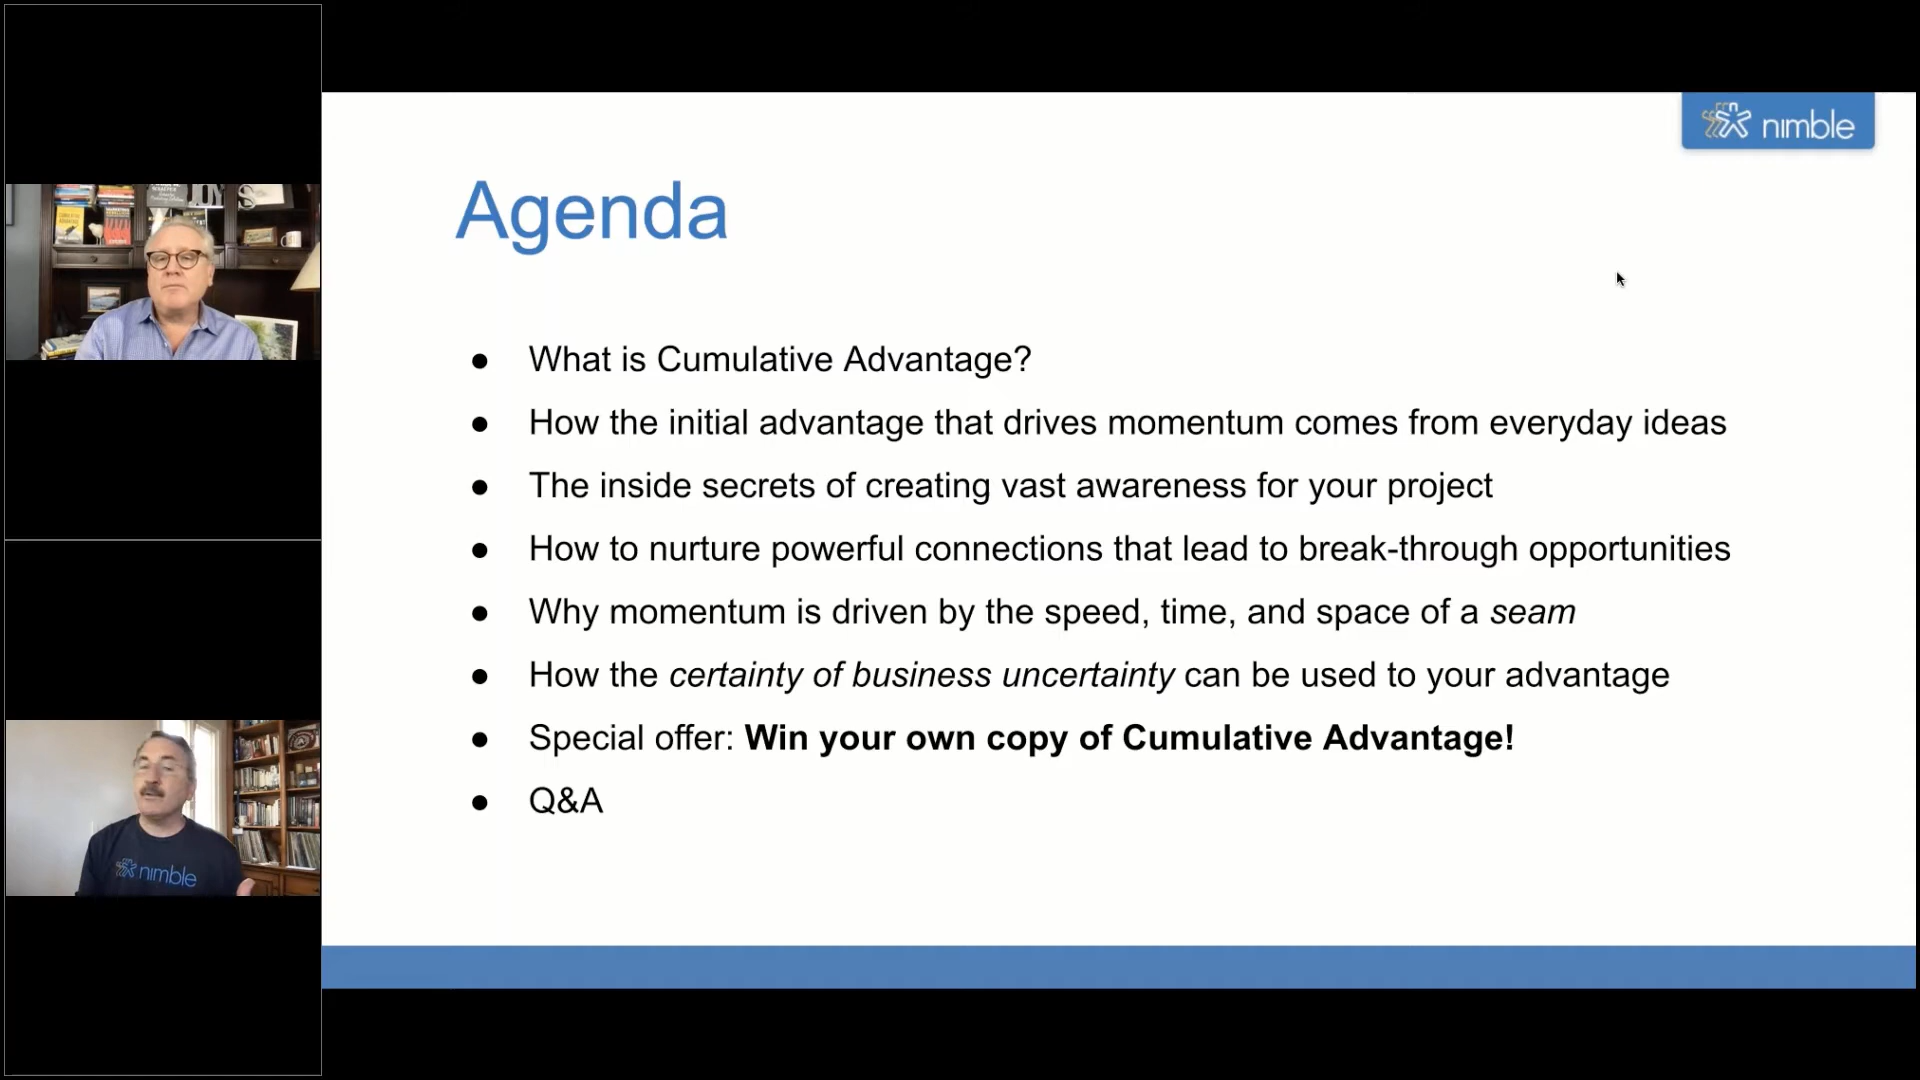 nimble
Agenda
● What is Cumulative Advantage?
● How the initial advantage that drives momentum comes from everyday ideas
● The inside secrets of creating vast awareness for your project
● How to nurture powerful connections that lead to break-through opportunities
● Why momentum is driven by the speed, time, and space of a seam
● How the certainty of business uncertainty can be used to your advantage
● Special offer: Win your own copy of Cumulative Advantage!
● Q&A
nimble